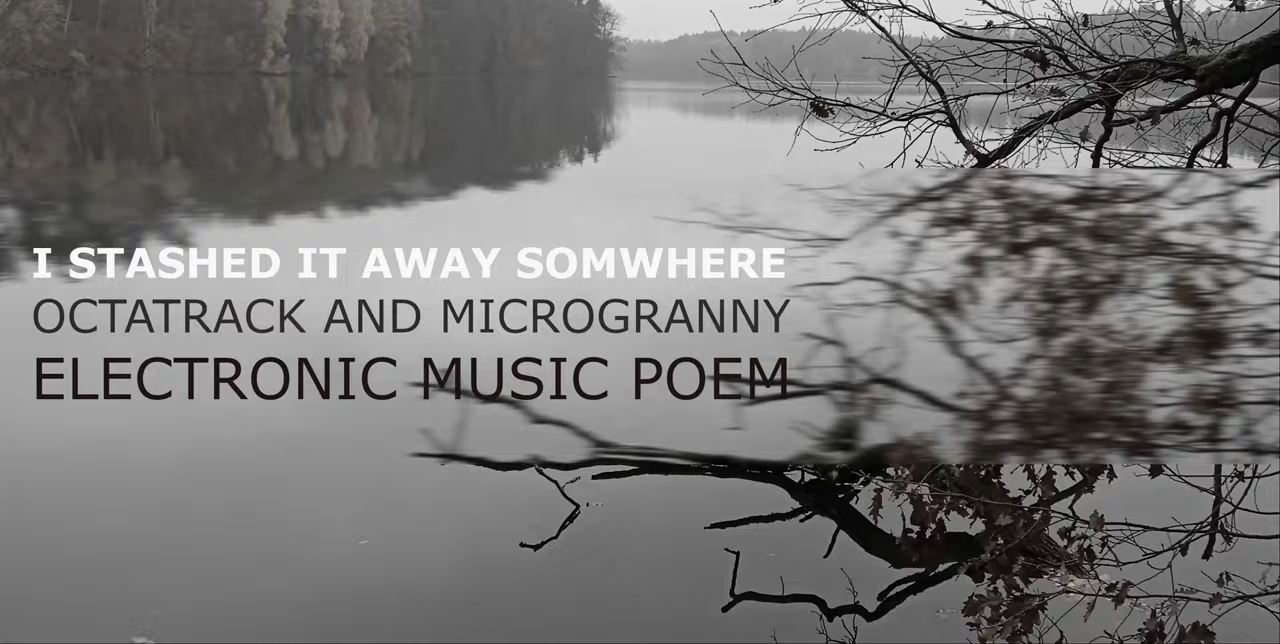 I STASHED IT AWAY SOMWHERE
OCTATRACK AND MICROGRANNY
ELECTRONIC MUSIC POEM